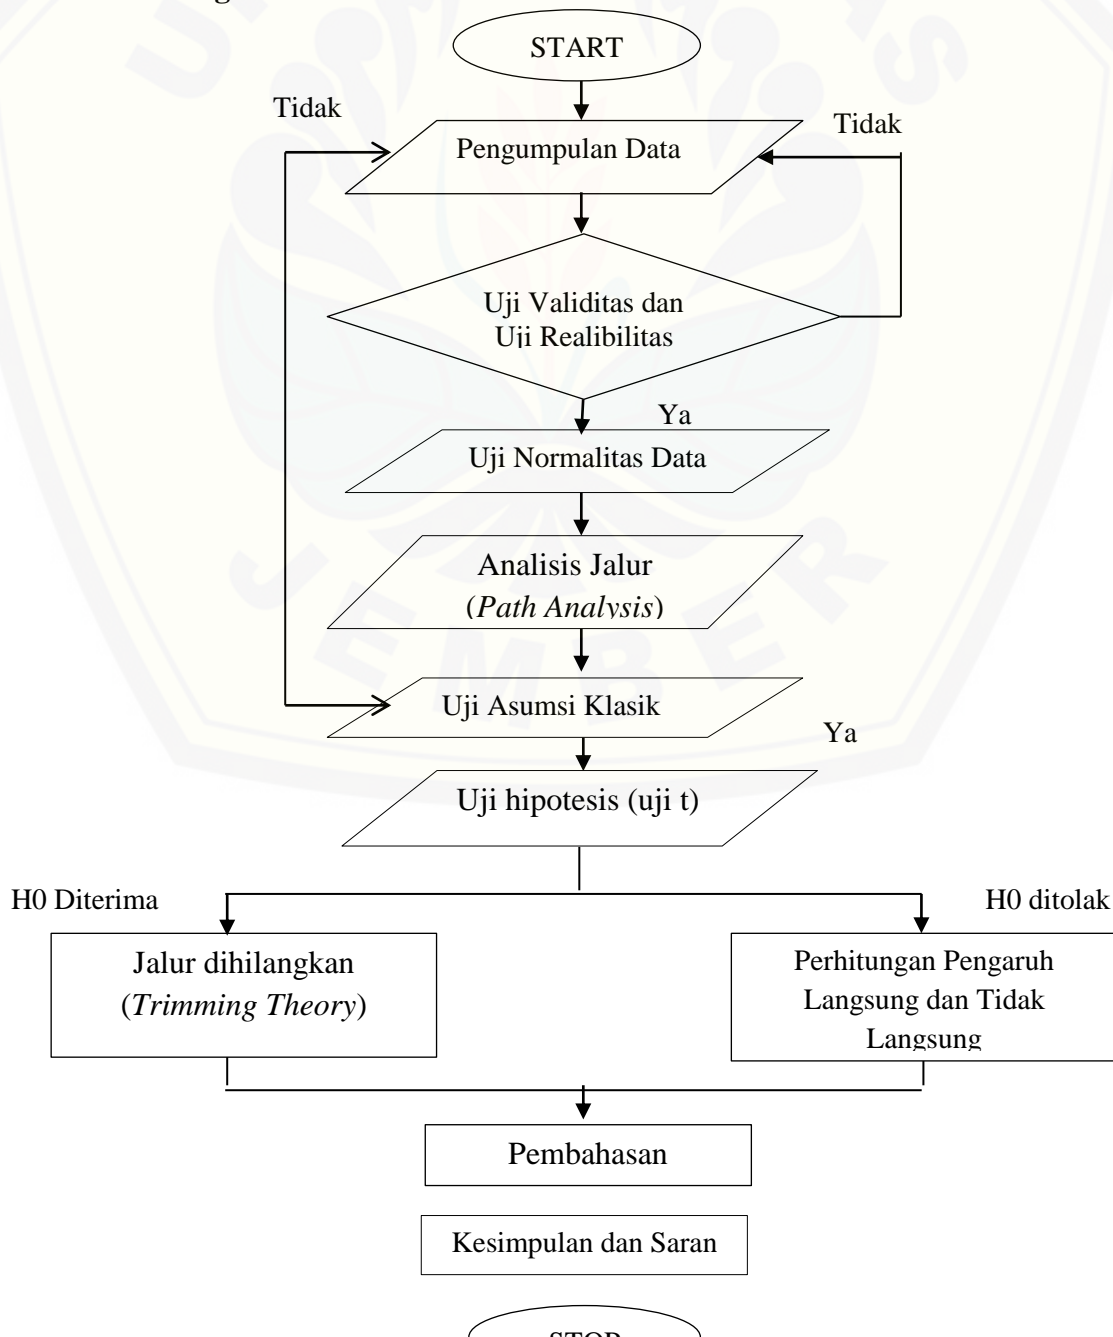 START
Tidak
Tidak
Pengumpulan Data
Uji Validitas dan
Uji Realibilitas
Ya
Uji Normalitas Data
Analisis Jalur
(Path Analysis)
Uji Asumsi Klasik
Ya
Uji hipotesis (uji t)
H0 Diterima
H0 ditolak
Jalur dihilangkan
(Trimming Theory)
Perhitungan Pengaruh
Langsung dan Tidak
Langsung
Pembahasan
Kesimpulan dan Saran
STOP
JEMBER